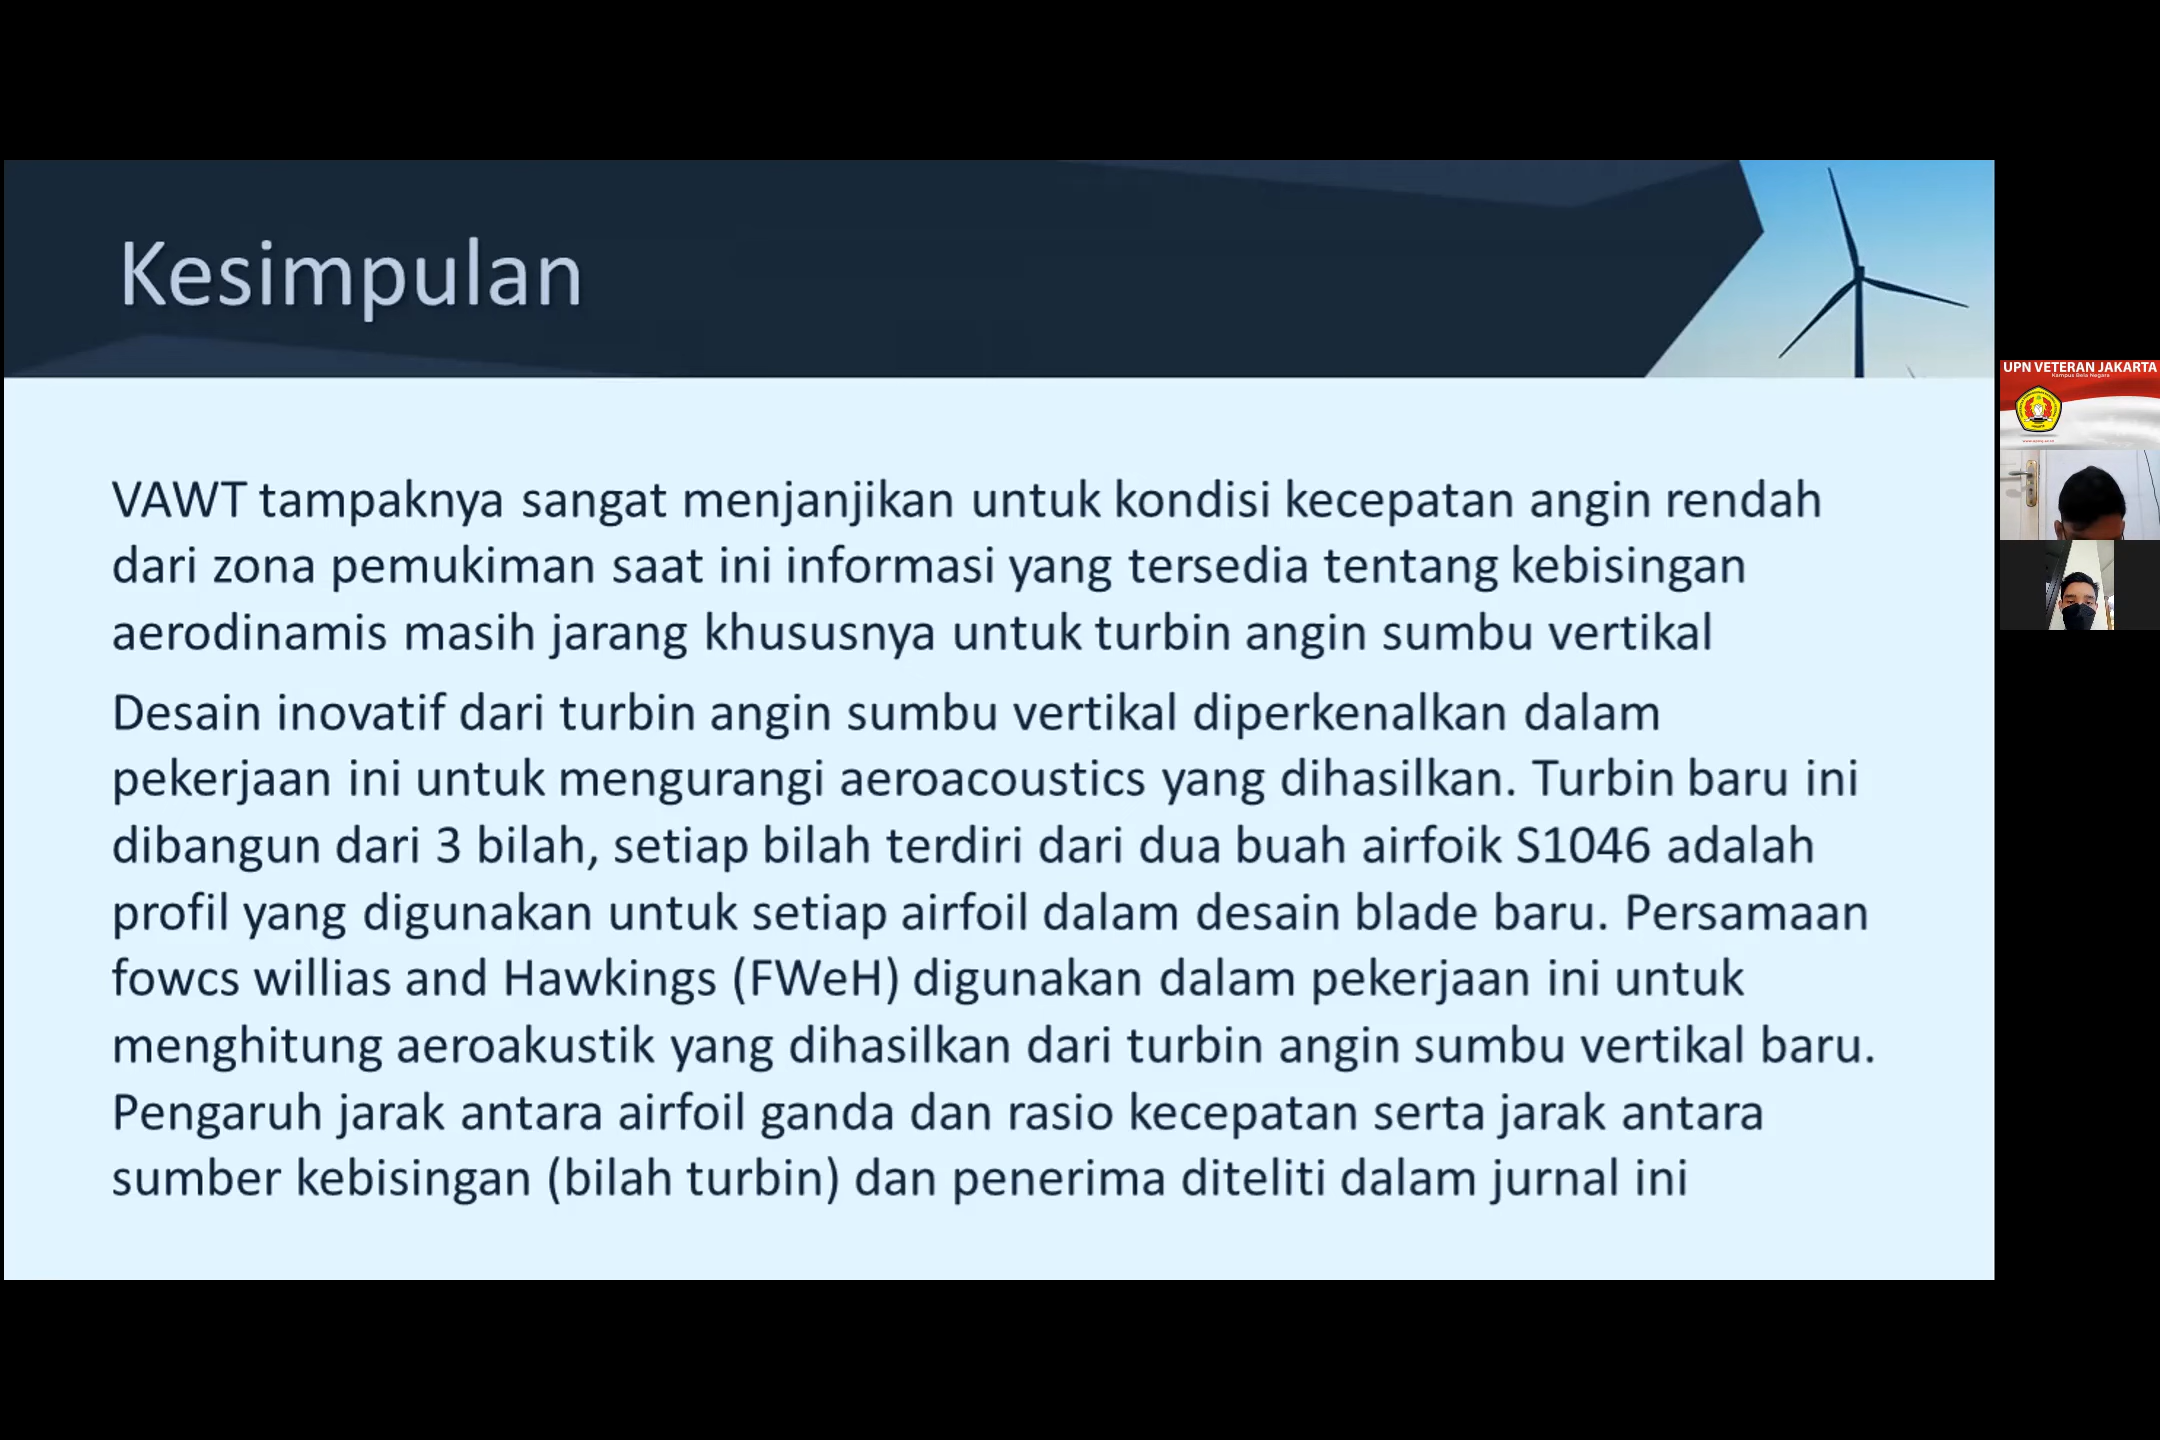 Kesimpulan
VAWT tampaknya sangat menjanjikan untuk kondisi kecepatan angin rendah
dari zona pemukiman saat ini informasi yang tersedia tentang kebisingan
aerodinamis masih jarang khususnya untuk turbin angin sumbu vertikal
Desain inovatif dari turbin angin sumbu vertikal diperkenalkan dalam
pekerjaan ini untuk mengurangi aeroacoustics yang dihasilkan. Turbin baru ini
dibangun dari 3 bilah, setiap bilah terdiri dari dua buah airfoik S1046 adalah
profil yang digunakan untuk setiap airfoil dalam desain blade baru. Persamaan
fowcs willias and Hawkings (FWeH) digunakan dalam pekerjaan ini untuk
menghitung aeroakustik yang dihasilkan dari turbin angin sumbu vertikal baru.
Pengaruh jarak antara airfoil ganda dan rasio kecepatan serta jarak antara
sumber kebisingan (bilah turbin) dan penerima diteliti dalam jurnal ini
UPN VETERAN JAKARTA
Kampus Bela Negara